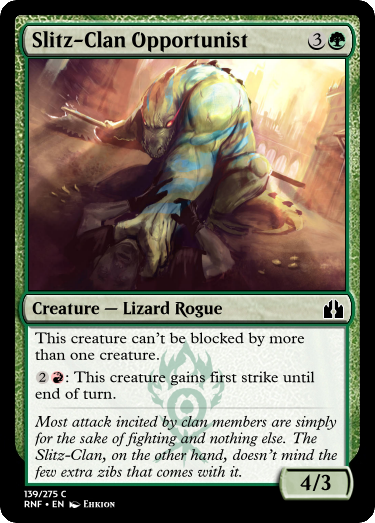 Slitz-Clan Opportunist 3
Creature — Lizard Rogue
This creature can't be blocked by more
than one creature.
2: This creature gains first strike until
end of turn.
Most attack incited by clan members are simply
for the sake of fighting and nothing else. The
Slitz-Clan, on the other hand, doesn't mind the
few extra zibs that comes with it.
4/3
139/275 C
RNF • EN Ehkion